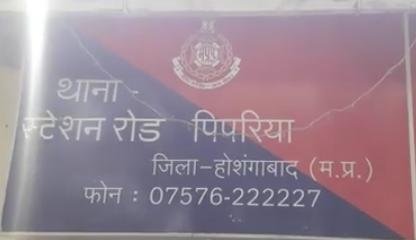 थाना -
स्टेशन रोड पिपरिया
जिला-होशंगाबाद (म.प्र.)
फोन : 07576-222227